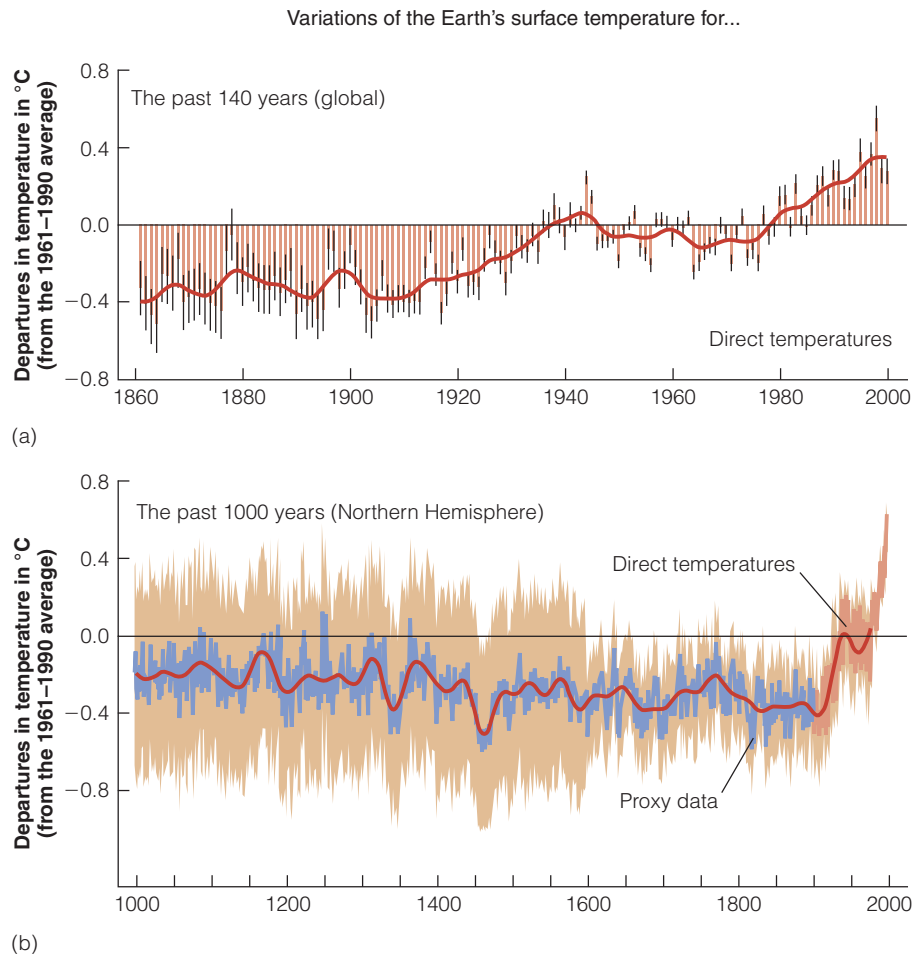 Variations of the Earth's surface temperature for...
Departures in temperature in °C
(from the 1961–1990 average)
0.8
0.4
0.0
−0.4
−0.8
The past 140 years (global)
Direct temperatures
1860
1880
1900
1920
1940
1960
1980
2000
(a)
Departures in temperature in °C
(from the 1961–1990 average)
0.8
0.4
0.0
−0.4
−0.8
The past 1000 years (Northern Hemisphere)
Direct temperatures
Proxy data
1000
1200
1400
1600
1800
2000
(b)